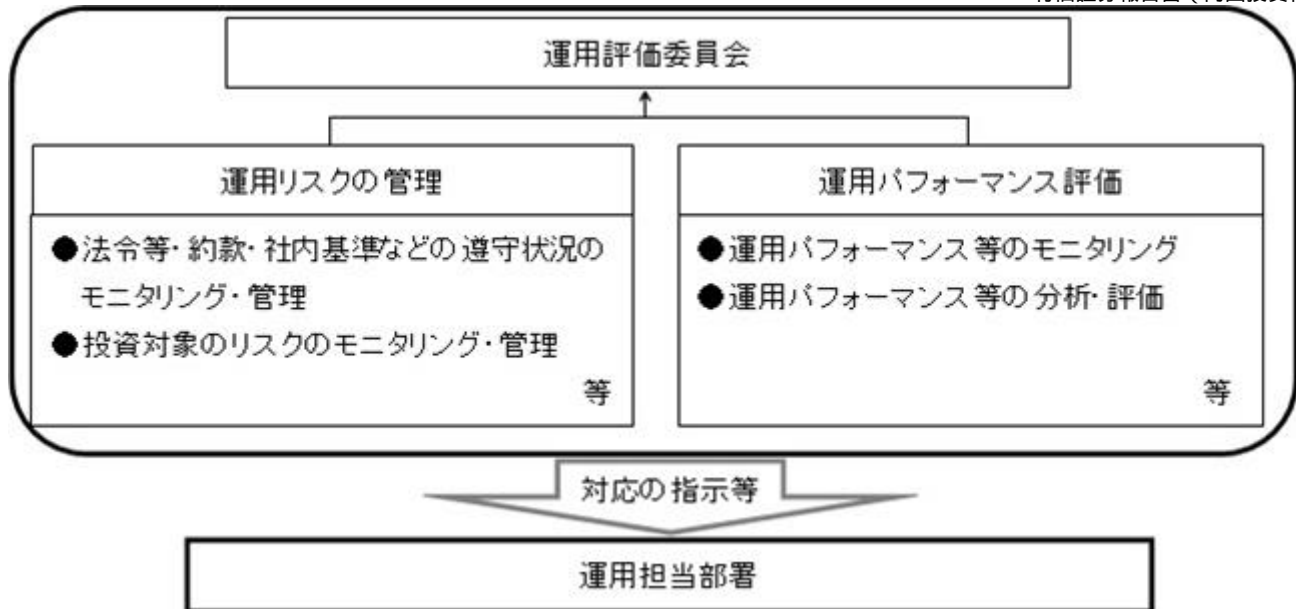 運用評価委員会
運用リスクの管理
●法令等・約款・社内基準などの遵守状況の
モニタリング・管理
●投資対象のリスクのモニタリング・管理
等
運用パフォーマンス評価
●運用パフォーマンス等のモニタリング
●運用パフォーマンス等の分析・評価
等
対応の指示等
運用担当部署